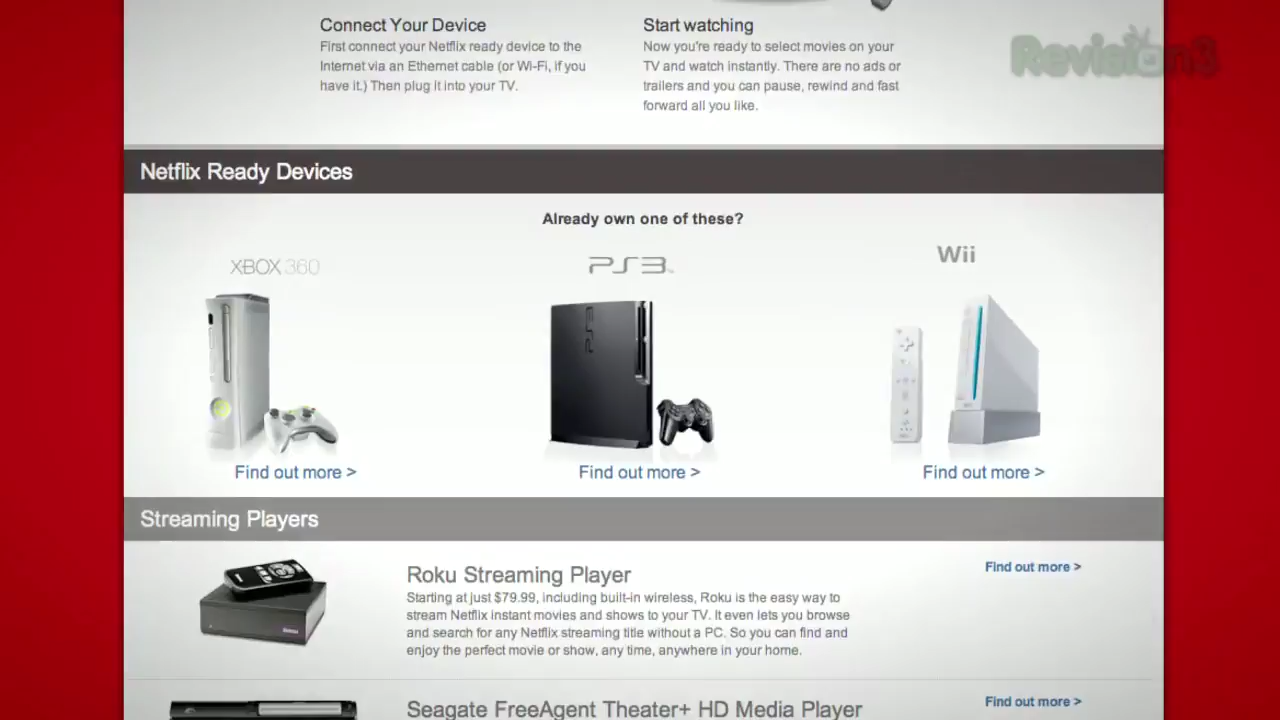 Connect Your Device
First connect your Netflix ready device to the
Internet via an Ethernet cable (or Wi-Fi, if you
have it.) Then plug it into your TV.
Start watching
Now you're ready to select movies on your
TV and watch instantly. There are no ads or
trailers and you can pause, rewind and fast
forward all you like.
Revision3
Netflix Ready Devices
Already own one of these?
XBOX 360
PS3
Wii
PS3
Find out more >
Find out more >
Find out more >
Streaming Players
Roku Streaming Player
Starting at just $79.99, including built-in wireless, Roku is the easy way to
stream Netflix instant movies and shows to your TV. It even lets you browse
and search for any Netflix streaming title without a PC. So you can find and
enjoy the perfect movie or show, any time, anywhere in your home.
Find out more >
Seagate FreeAgent Theater+ HD Media Player
Find out more >